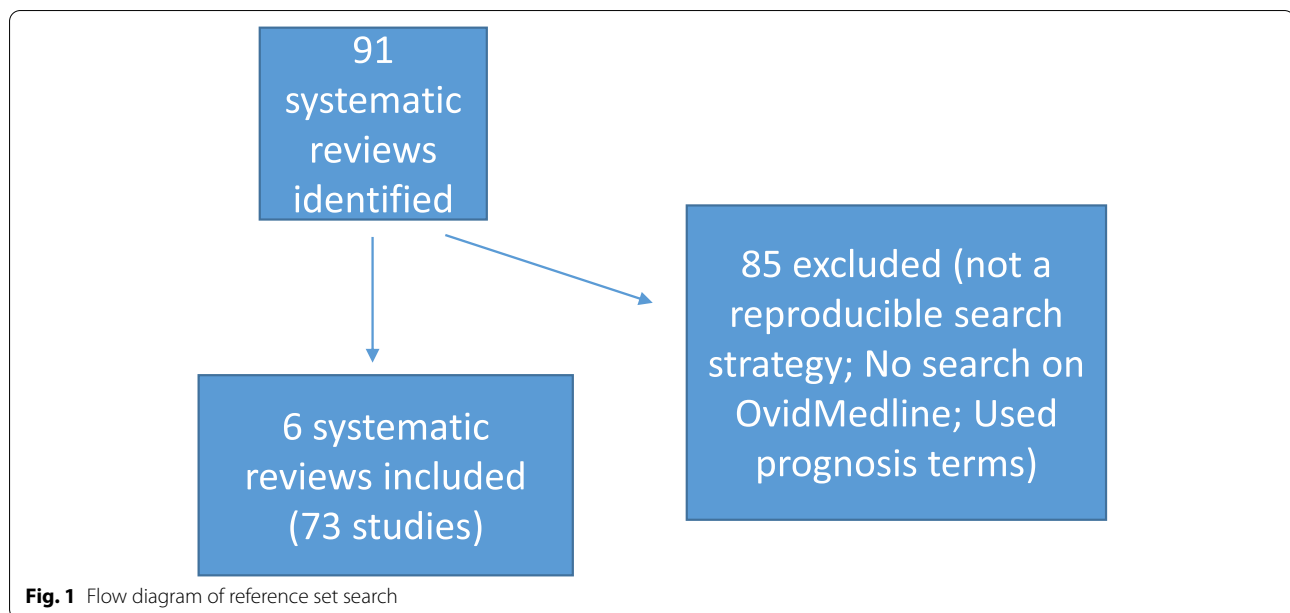 91
systematic
reviews
identified
85 excluded (not a
reproducible search
strategy; No search on
OvidMedline; Used
prognosis terms)
6 systematic
reviews included
(73 studies)
Fig. 1 Flow diagram of reference set search